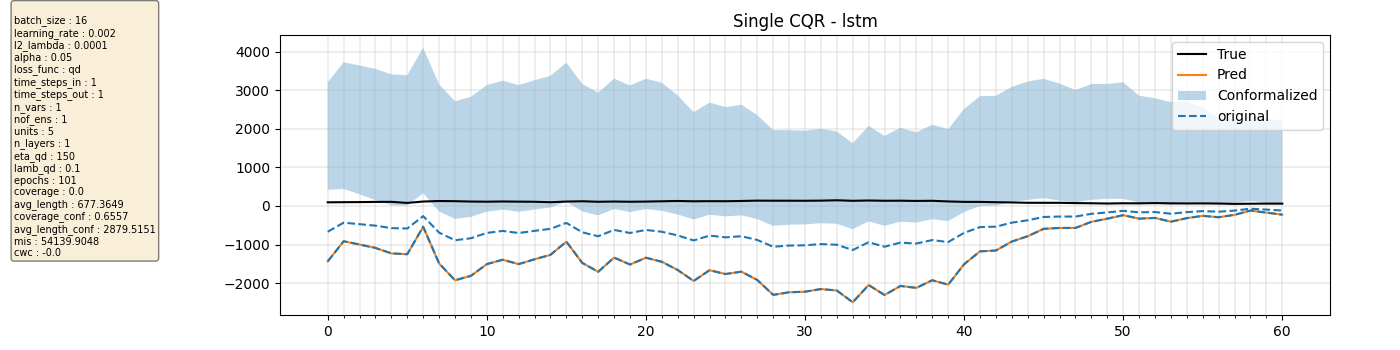 batch_size : 16
learning_rate : 0.002
l2_lambda : 0.0001
alpha : 0.05
loss_func : qd
time_steps_in : 1
time_steps_out : 1
n_vars : 1
nof_ens : 1
units : 5
n_layers : 1
eta_qd : 150
lamb_qd : 0.1
epochs : 101
coverage : 0.0
avg_length : 677.3649
coverage_conf : 0.6557
avg_length_conf : 2879.5151
mis : 54139.9048
cwc : -0.0
Single CQR - lstm
4000
3000
2000
1000
0
−1000
−2000
True
Pred
Conformalized
original
0 10 20 30 40 50 60